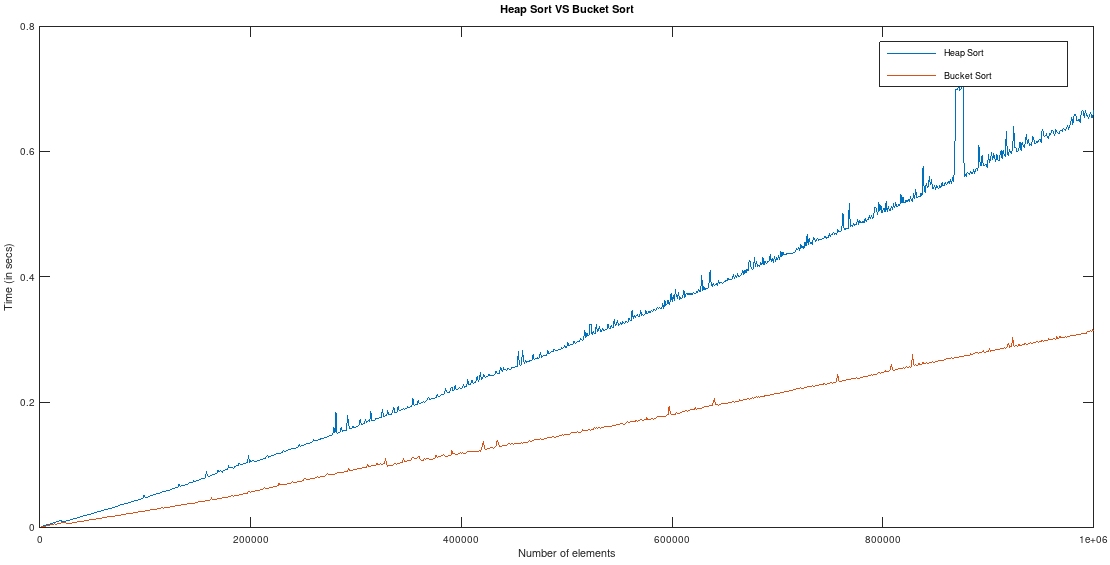 Heap Sort VS Bucket Sort
0.8
Heap Sort
Bucket Sort
0.6
Time (in secs)
0.4
0.2
0
0 200000 400000 600000 800000 1e+06
Number of elements